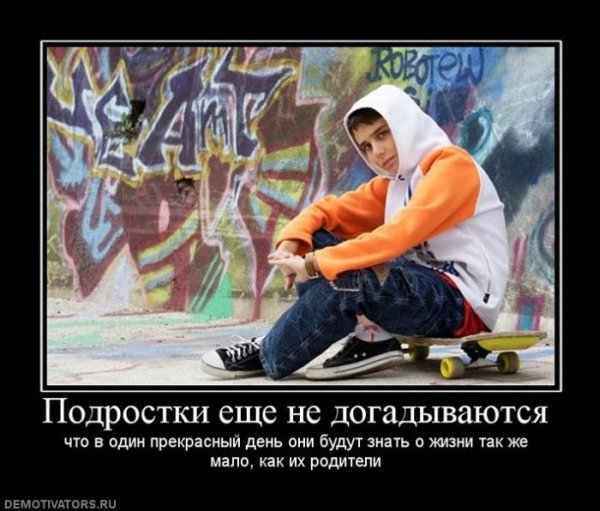 ROBOTEW
Подростки еще не догадываются
что в один прекрасный день они будут знать о жизни так же
мало, как их родители
DEMOTIVATORS.RU